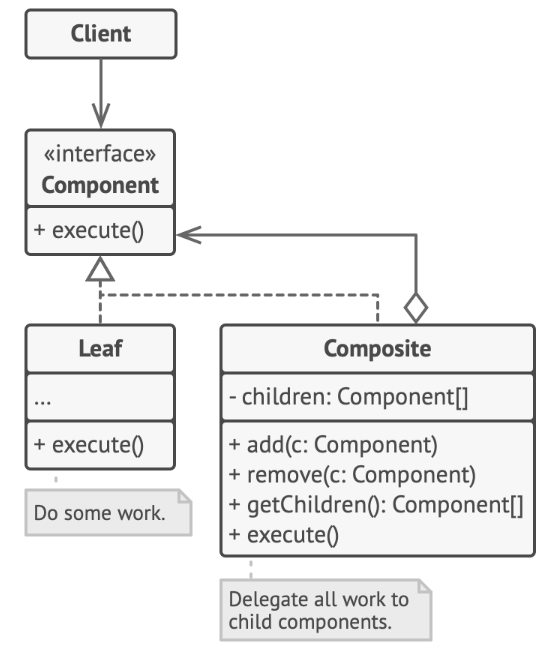 Client
«interface»
Component
+ execute()
Leaf
...
+ execute()
Do some work.
Composite
- children: Component[]
+ add(c: Component)
+ remove(c: Component)
+ getChildren(): Component[]
+ execute()
Delegate all work to
child components.